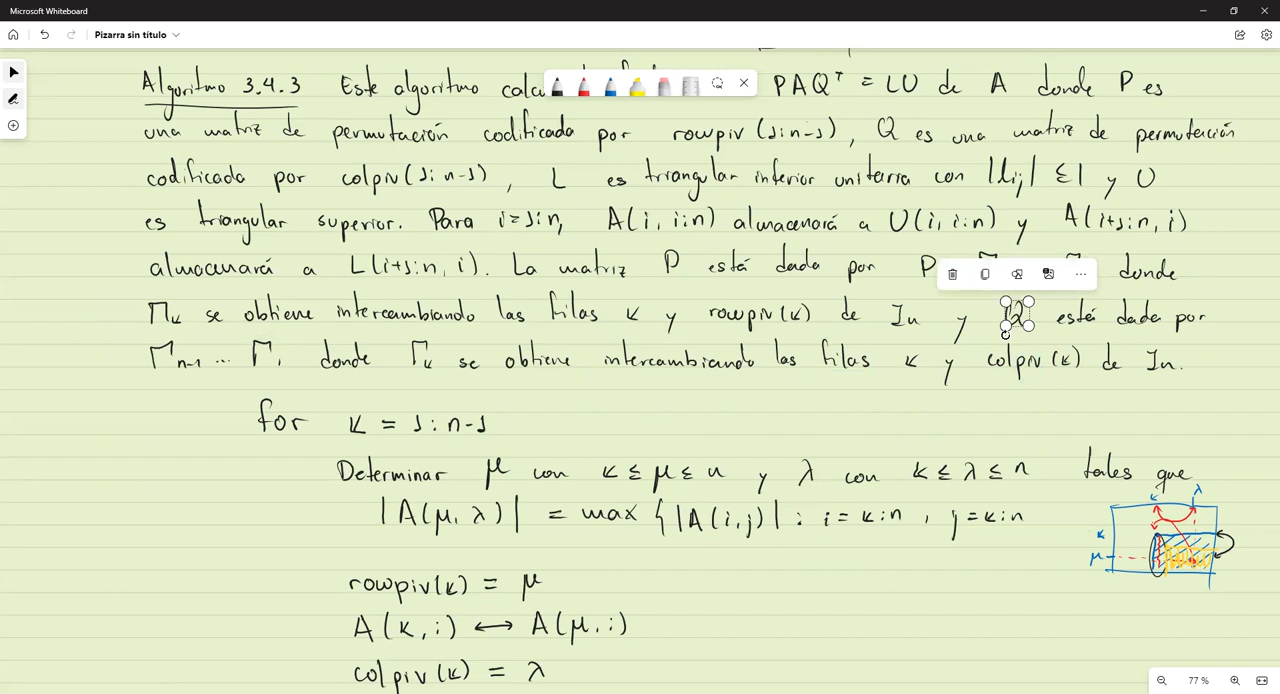 Microsoft Whiteboard
Pizarra sin título
Algoritmo 3.4.3 Este algoritmo PAQᵀ = LU de A donde P es
una matriz de permutación codificada por rowpiv(1:n-1), Q es una matriz de permutación
codificada por colpiv(1:n-1), L es triangular inferior unitaria con |lij| ≤1 y U
es triangular superior. Para i=1:n, A(i, i:n) almacenará a U(i, i:n) y A(i+1:n, i)
almacenará a L(i+1:n, i). La matriz P está dada por P donde
Πk se obtiene intercambiando las filas k y rowpiv(k) de In y Q está dada por
Γn-1 ... Γ1 donde Γk se obtiene intercambiando las filas k y colpiv(k) de In.
for k = 1:n-1
Determinar μ con k ≤ μ ≤ n y λ con k ≤ λ ≤ n tales que
|A(μ, λ)| = max {|A(i,j)| : i = k:n, j = k:n
k λ
k
μ
rowpiv(k) = μ
A(k,:) ↔ A(μ,:)
colpiv(k) = λ
77 %